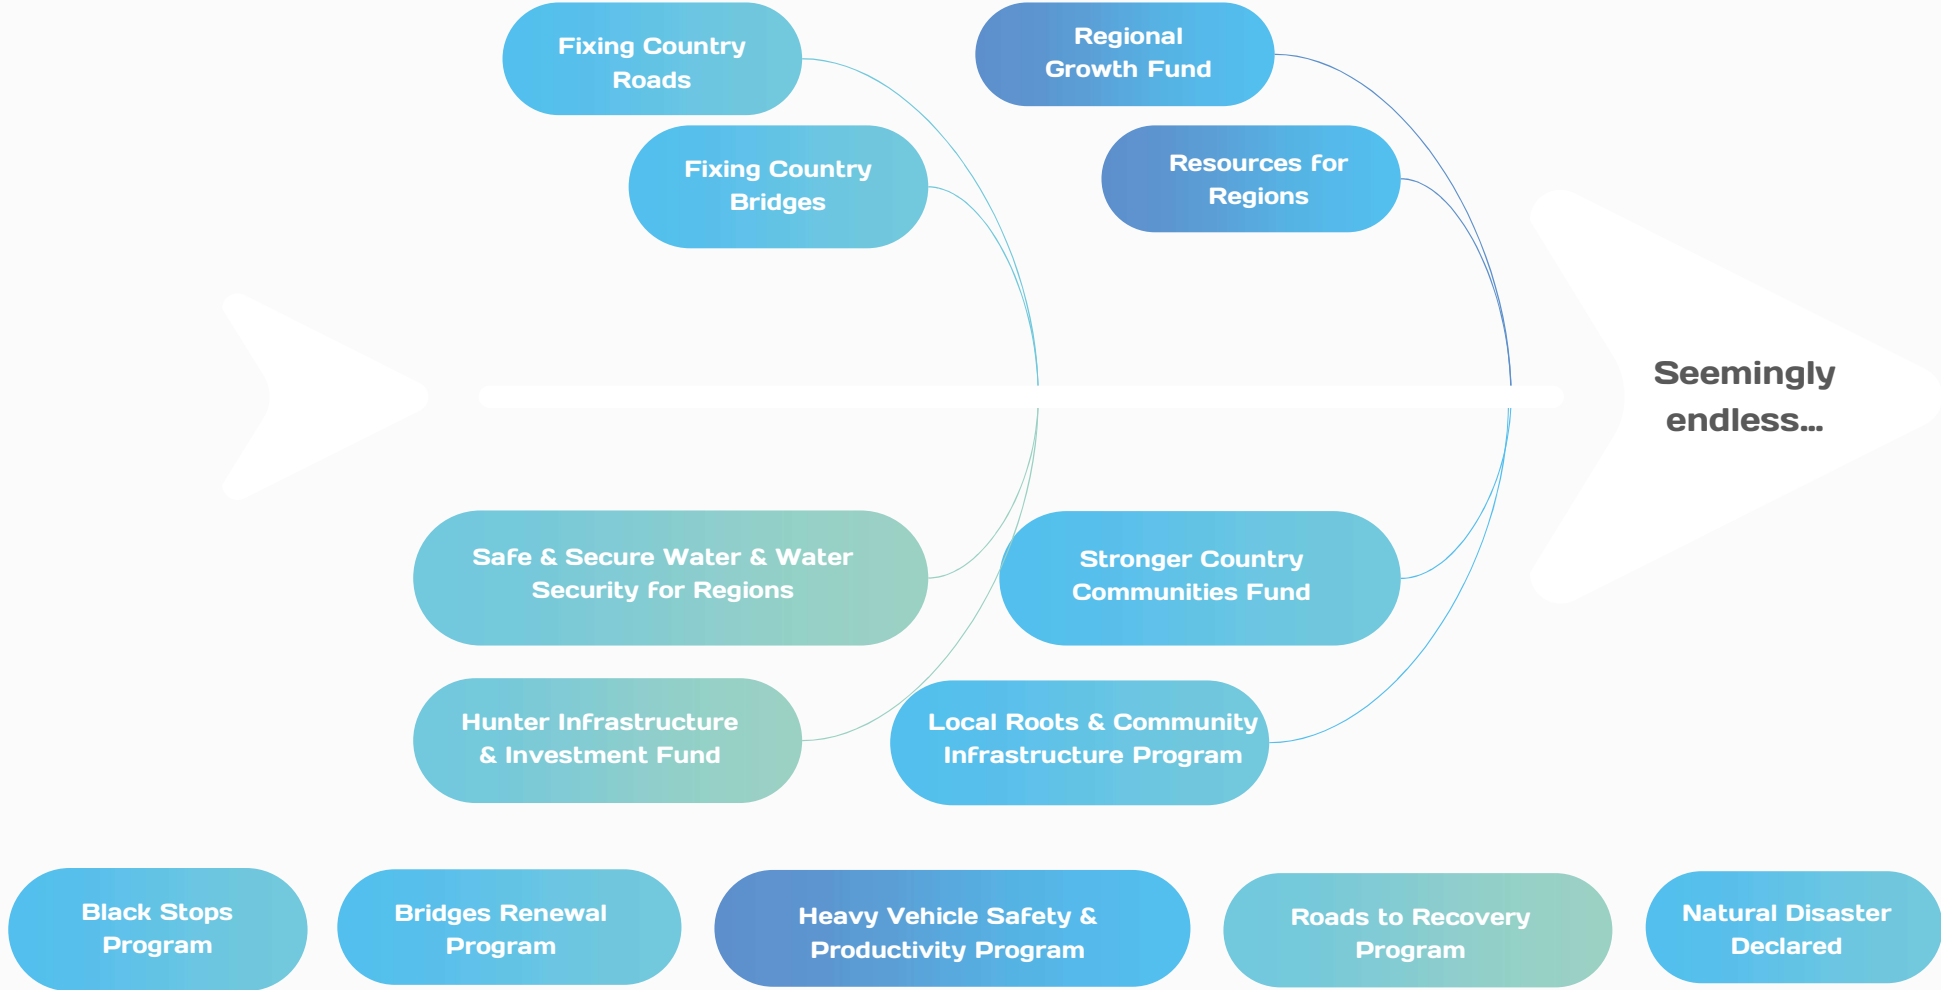 Fixing Country
Roads
Regional
Growth Fund
Fixing Country
Bridges
Resources for
Regions
Seemingly
endless...
Safe & Secure Water & Water
Security for Regions
Stronger Country
Communities Fund
Hunter Infrastructure
& Investment Fund
Local Roots & Community
Infrastructure Program
Black Stops
Program
Bridges Renewal
Program
Heavy Vehicle Safety &
Productivity Program
Roads to Recovery
Program
Natural Disaster
Declared